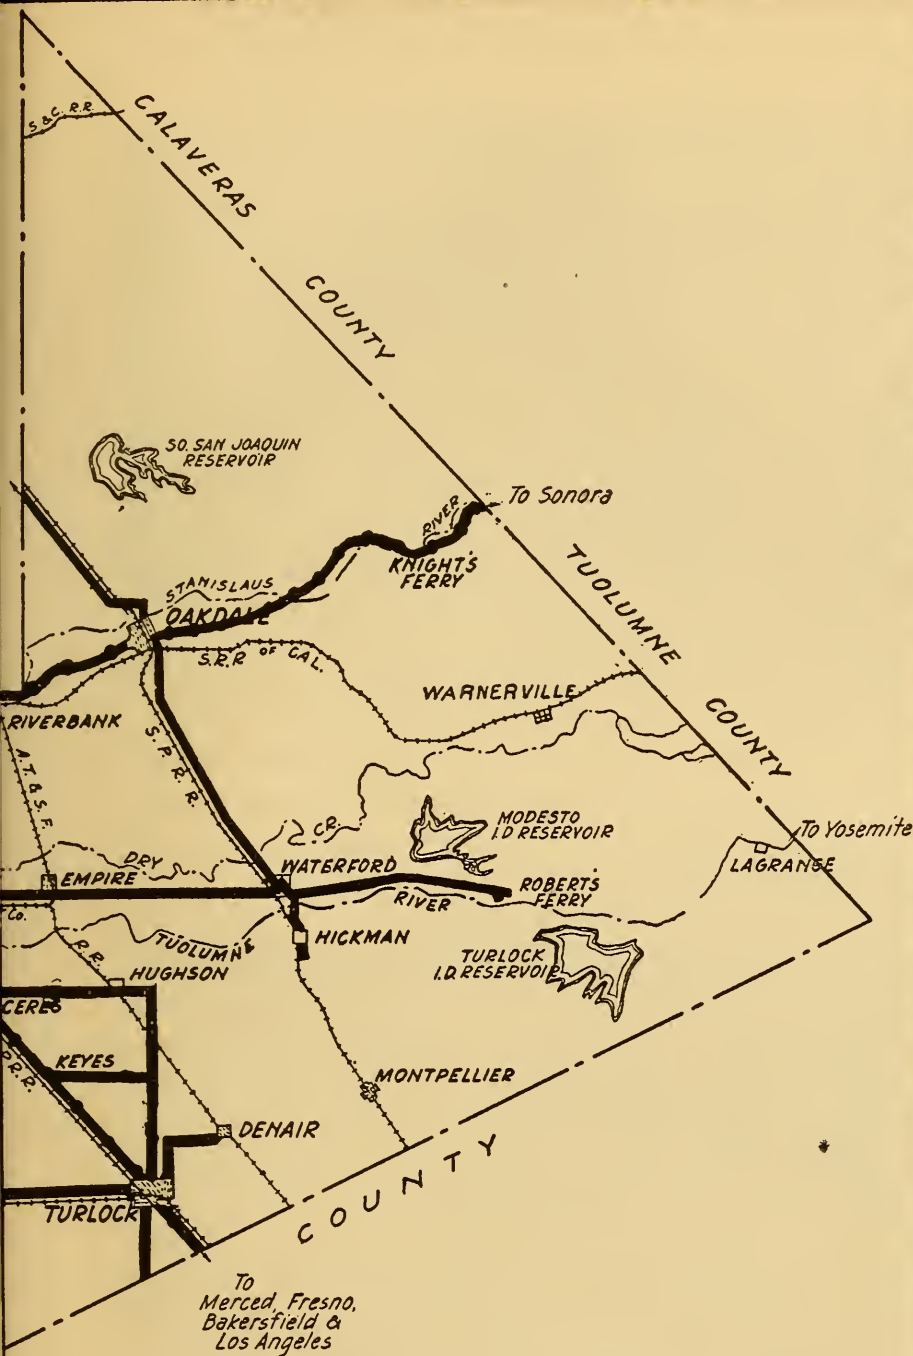 S. & C. R.R.
CALAVERAS
COUNTY
SO. SAN JOAQUIN
RESERVOIR
To Sonora
RIVER
KNIGHT'S
FERRY
STANISLAUS
OAKDALE
TUOLUMNE
COUNTY
S.R.R OF CAL.
WARNERVILLE
RIVERBANK
S. P. R. R.
A.T. & S.F.
MODESTO
I.D RESERVOIR
To Yosemite
LAGRANGE
DRY
CR.
WATERFORD
EMPIRE
ROBERT'S
FERRY
RIVER
Co.
TUOLUMNE
HICKMAN
TURLOCK
I.D. RESERVOIR
R.R.
HUGHSON
CERES
KEYES
P.R.R.
MONTPELLIER
DENAIR
COUNTY
TURLOCK
To
Merced, Fresno,
Bakersfield &
Los Angeles